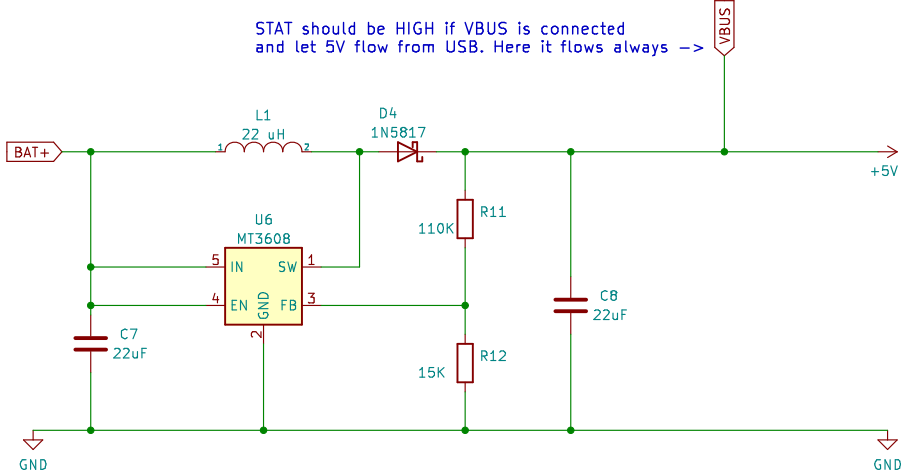 STAT should be HIGH if VBUS is connected
and let 5V flow from USB. Here it flows always ->
VBUS
L1
22 uH
D4
1N5817
BAT+
1
2
+5V
U6
MT3608
R11
110K
5
IN
SW
1
4
EN
GND
FB
3
2
C8
22uF
C7
22uF
R12
15K
GND
GND